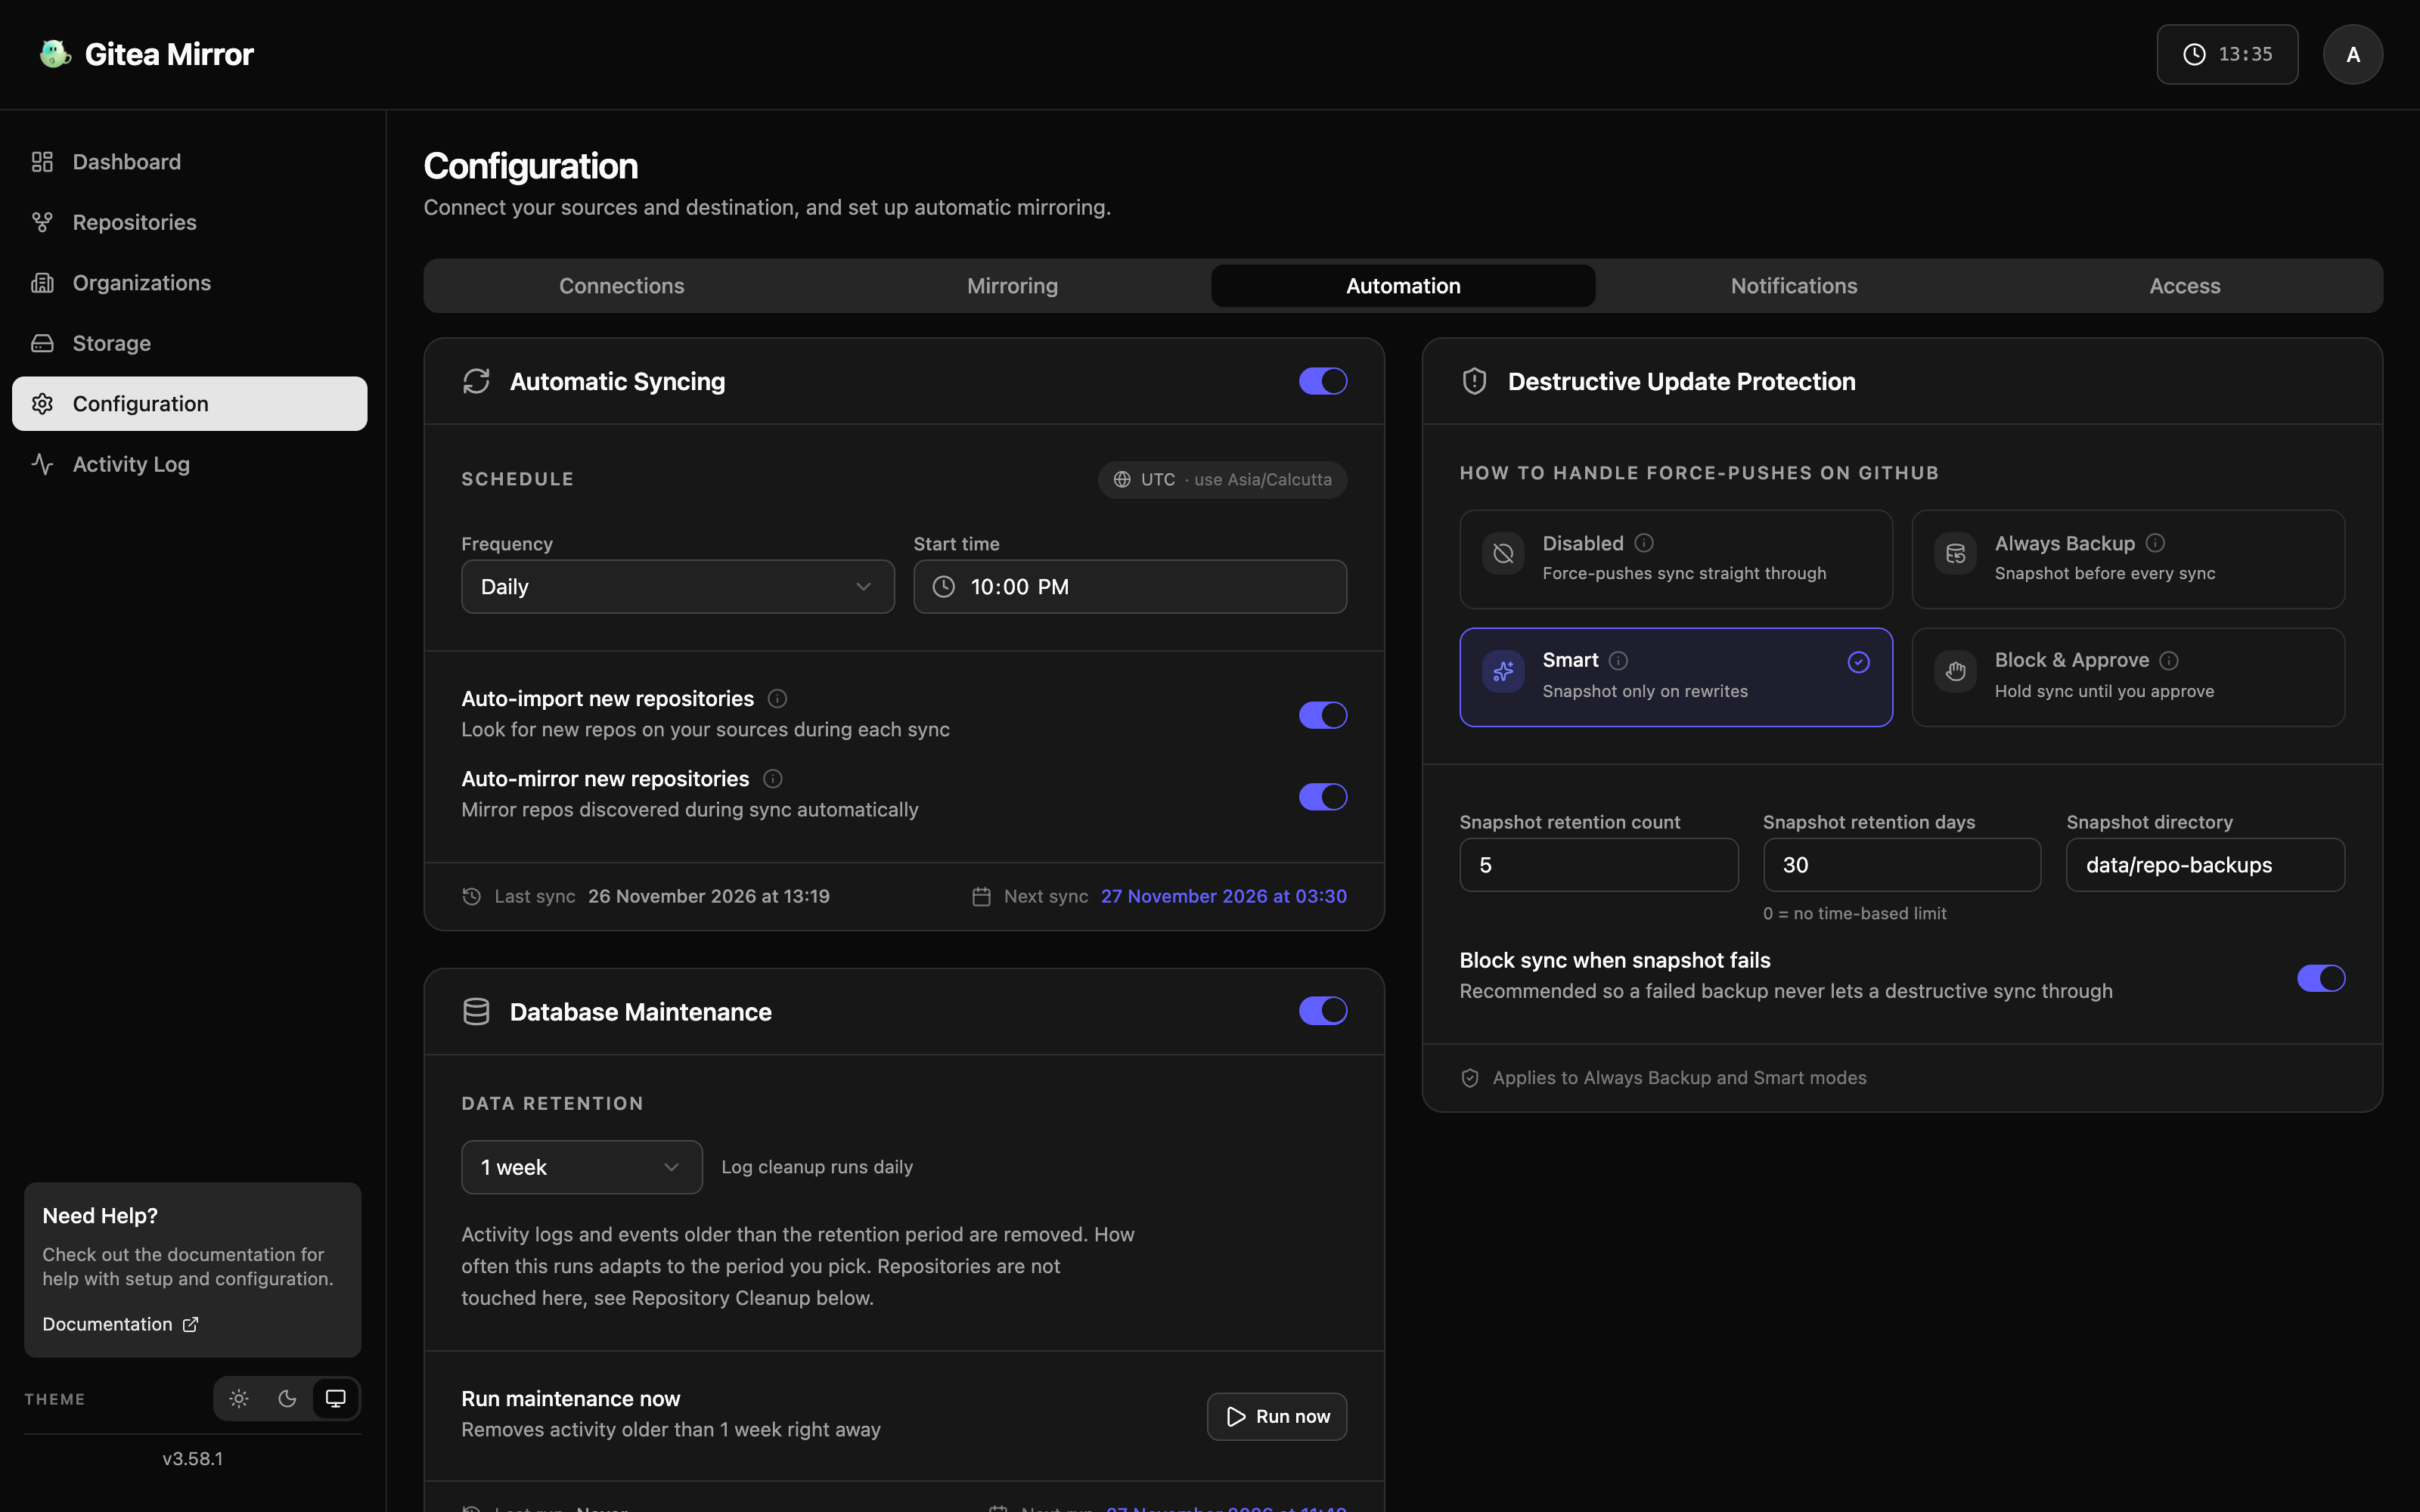 Gitea Mirror
13:35
A
Dashboard
Repositories
Organizations
Storage
Configuration
Activity Log
Need Help?
Check out the documentation for
help with setup and configuration.
Documentation
THEME
v3.58.1
Configuration
Connect your sources and destination, and set up automatic mirroring.
Connections
Mirroring
Automation
Notifications
Access
Automatic Syncing
SCHEDULE
UTC · use Asia/Calcutta
Frequency
Start time
Daily
10:00 PM
Auto-import new repositories
Look for new repos on your sources during each sync
Auto-mirror new repositories
Mirror repos discovered during sync automatically
Last sync 26 November 2026 at 13:19
Next sync 27 November 2026 at 03:30
Database Maintenance
DATA RETENTION
1 week
Log cleanup runs daily
Activity logs and events older than the retention period are removed. How
often this runs adapts to the period you pick. Repositories are not
touched here, see Repository Cleanup below.
Run maintenance now
Removes activity older than 1 week right away
Run now
Destructive Update Protection
HOW TO HANDLE FORCE-PUSHES ON GITHUB
Disabled
Force-pushes sync straight through
Always Backup
Snapshot before every sync
Smart
Snapshot only on rewrites
Block & Approve
Hold sync until you approve
Snapshot retention count
Snapshot retention days
Snapshot directory
5
30
data/repo-backups
0 = no time-based limit
Block sync when snapshot fails
Recommended so a failed backup never lets a destructive sync through
Applies to Always Backup and Smart modes